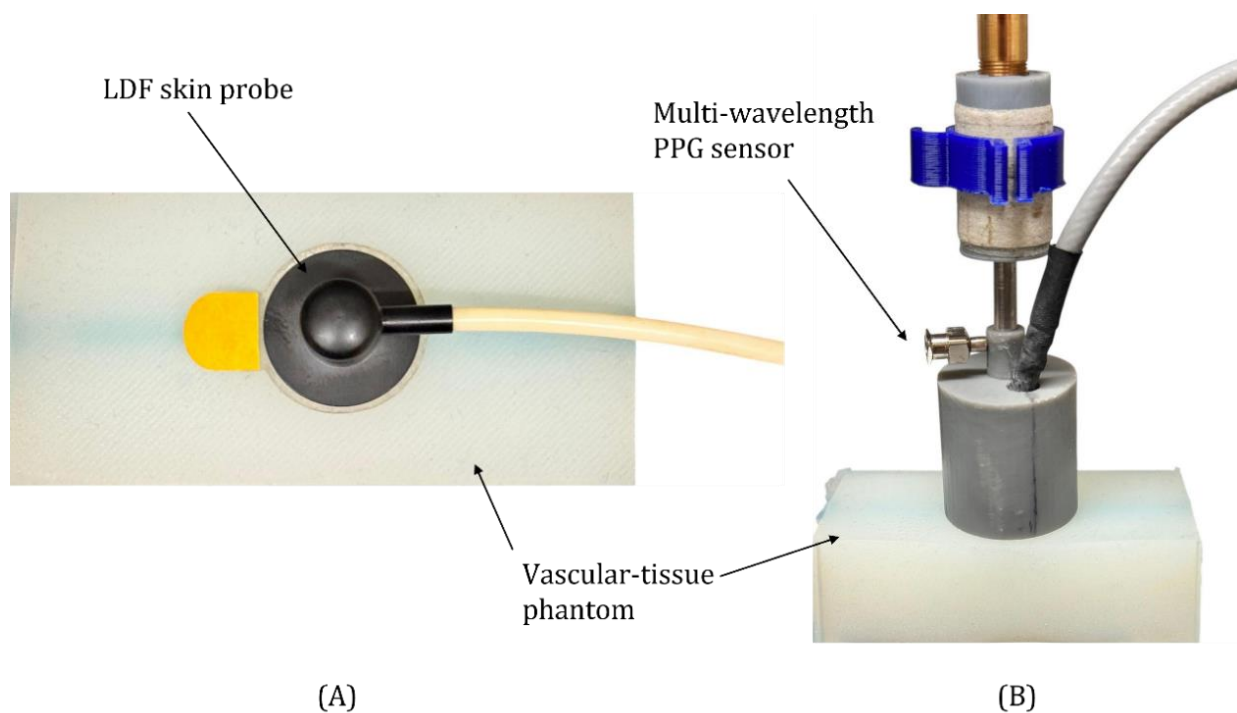 LDF skin probe
Multi-wavelength
PPG sensor
Vascular-tissue
phantom
(A)
(B)